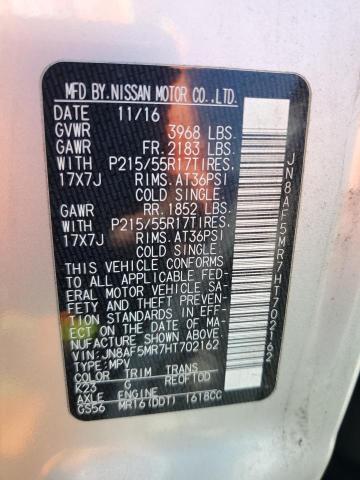 MFD BY.NISSAN MOTOR CO.,LTD.
DATE 11/16
GVWR 3968 LBS.
GAWR FR.2183 LBS.
WITH P215/55R17TIRES,
17X7J RIMS.AT36PSI
COLD SINGLE.
GAWR RR.1852 LBS.
WITH P215/55R17TIRES,
17X7J RIMS.AT36PSI
COLD SINGLE.
THIS VEHICLE CONFORMS
TO ALL APPLICABLE FED-
ERAL MOTOR VEHICLE SA-
FETY AND THEFT PREVEN-
TION STANDARDS IN EFFE-
CT ON THE DATE OF MA-
NUFACTURE SHOWN ABOVE.
VIN:JN8AF5MR7HT702162
TYPE:MPV
COLOR TRIM TRANS
K23 G RE0F10D
AXLE ENGINE
GS56 MR16(DDT) 1618CC
JN8AF5MR7HT702162